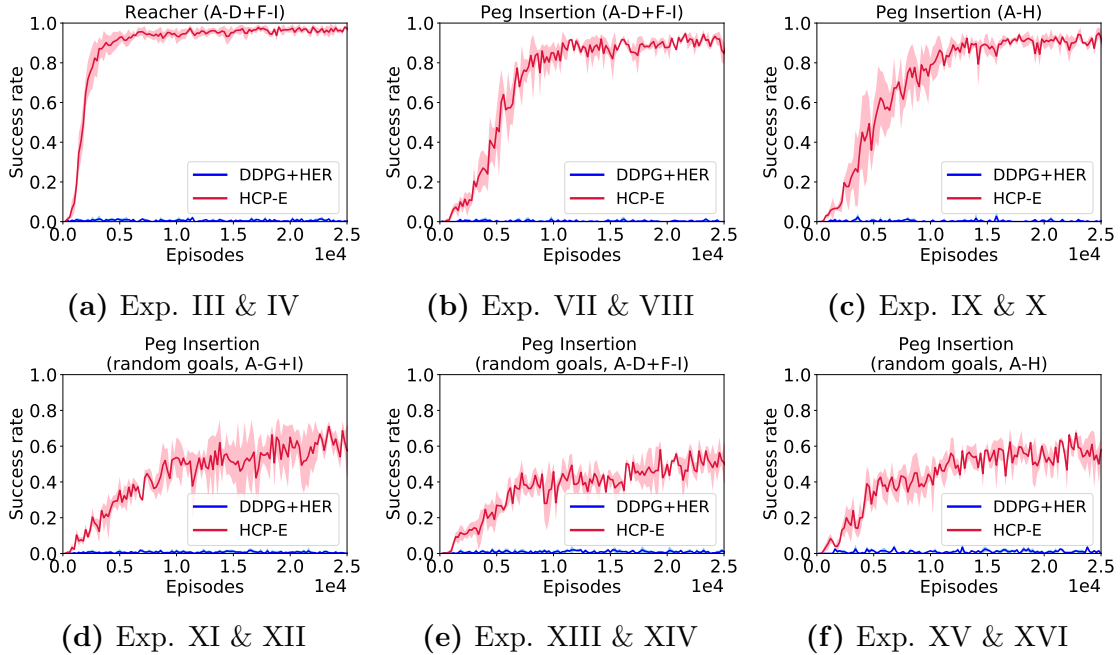 Reacher (A-D+F-I)
Success rate
1.0
0.8
0.6
0.4
0.2
0.0
DDPG+HER
HCP-E
0.0 0.5 1.0 1.5 2.0 2.5
Episodes 1e4
(a) Exp. III & IV
Peg Insertion (A-D+F-I)
Success rate
1.0
0.8
0.6
0.4
0.2
0.0
DDPG+HER
HCP-E
0.0 0.5 1.0 1.5 2.0 2.5
Episodes 1e4
(b) Exp. VII & VIII
Peg Insertion (A-H)
Success rate
1.0
0.8
0.6
0.4
0.2
0.0
DDPG+HER
HCP-E
0.0 0.5 1.0 1.5 2.0 2.5
Episodes 1e4
(c) Exp. IX & X
Peg Insertion
(random goals, A-G+I)
Success rate
1.0
0.8
0.6
0.4
0.2
0.0
DDPG+HER
HCP-E
0.0 0.5 1.0 1.5 2.0 2.5
Episodes 1e4
(d) Exp. XI & XII
Peg Insertion
(random goals, A-D+F-I)
Success rate
1.0
0.8
0.6
0.4
0.2
0.0
DDPG+HER
HCP-E
0.0 0.5 1.0 1.5 2.0 2.5
Episodes 1e4
(e) Exp. XIII & XIV
Peg Insertion
(random goals, A-H)
Success rate
1.0
0.8
0.6
0.4
0.2
0.0
DDPG+HER
HCP-E
0.0 0.5 1.0 1.5 2.0 2.5
Episodes 1e4
(f) Exp. XV & XVI